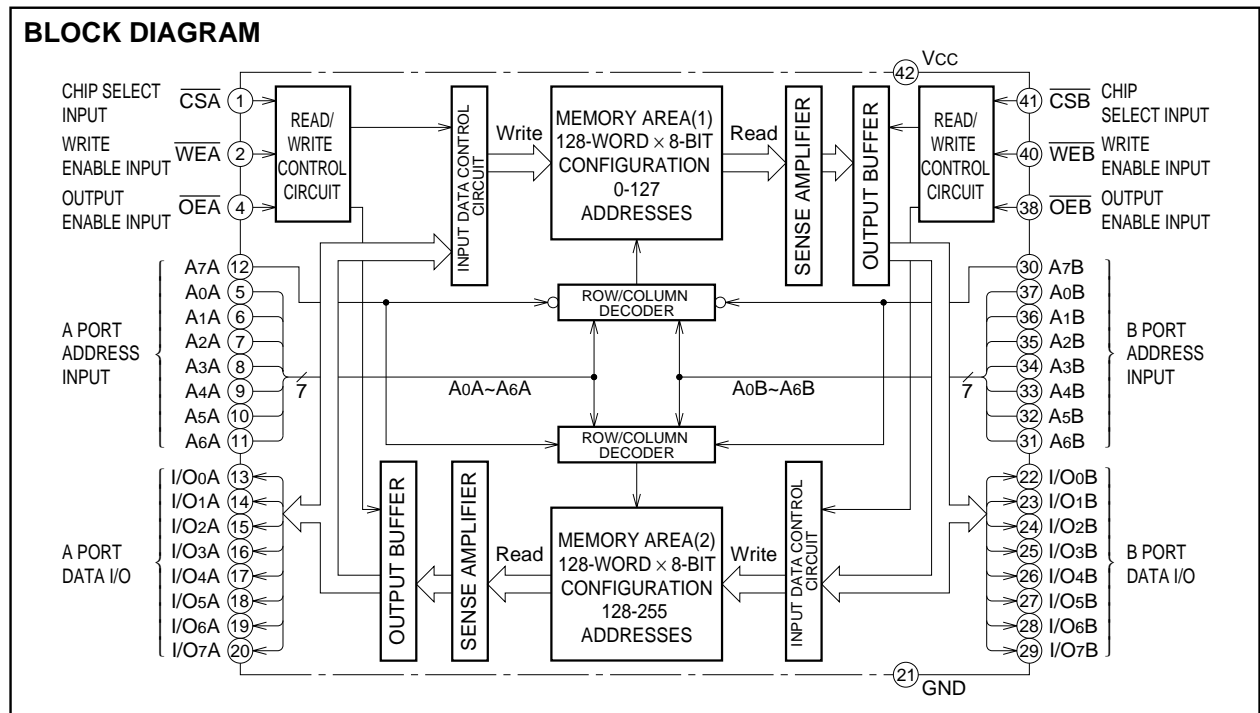 BLOCK DIAGRAM
42 VCC
CHIP SELECT
INPUT
CSA 1
WRITE
ENABLE INPUT
WEA 2
OUTPUT
ENABLE INPUT
OEA 4
READ/
WRITE
CONTROL
CIRCUIT
INPUT DATA CONTROL
CIRCUIT
Write
MEMORY AREA(1)
128-WORD × 8-BIT
CONFIGURATION
0-127
ADDRESSES
Read
SENSE AMPLIFIER
OUTPUT BUFFER
READ/
WRITE
CONTROL
CIRCUIT
41 CSB
CHIP
SELECT INPUT
40 WEB
WRITE
ENABLE INPUT
38 OEB
OUTPUT
ENABLE INPUT
A PORT
ADDRESS
INPUT
A7A 12
A0A 5
A1A 6
A2A 7
A3A 8
A4A 9
A5A 10
A6A 11
7
A0A~A6A
ROW/COLUMN
DECODER
A0B~A6B
7
ROW/COLUMN
DECODER
30 A7B
37 A0B
36 A1B
35 A2B
34 A3B
33 A4B
32 A5B
31 A6B
B PORT
ADDRESS
INPUT
A PORT
DATA I/O
I/O0A 13
I/O1A 14
I/O2A 15
I/O3A 16
I/O4A 17
I/O5A 18
I/O6A 19
I/O7A 20
OUTPUT BUFFER
SENSE AMPLIFIER
Read
MEMORY AREA(2)
128-WORD × 8-BIT
CONFIGURATION
128-255
ADDRESSES
Write
INPUT DATA CONTROL
CIRCUIT
22 I/O0B
23 I/O1B
24 I/O2B
25 I/O3B
26 I/O4B
27 I/O5B
28 I/O6B
29 I/O7B
B PORT
DATA I/O
21 GND